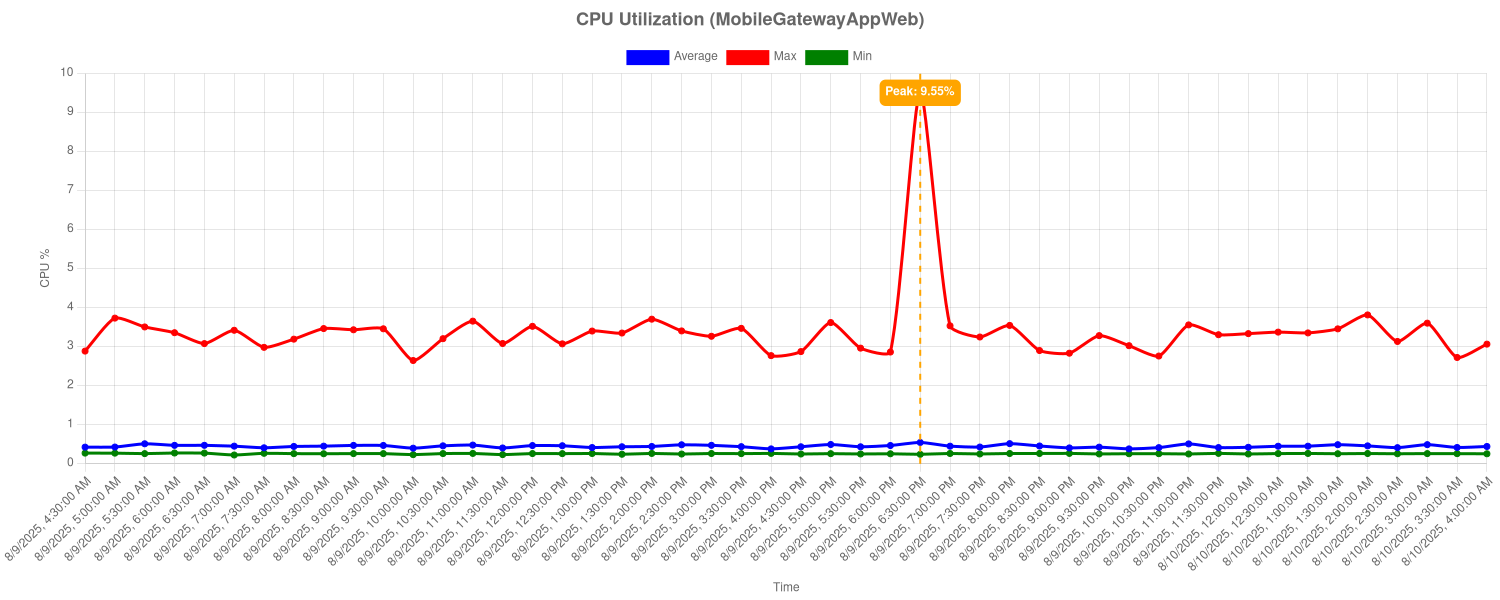 CPU Utilization (MobileGatewayAppWeb)
Average
Max
Min
Peak: 9.55%
10
9
8
7
6
5
4
3
2
1
0
CPU %
8/9/2025, 4:30:00 AM
8/9/2025, 5:00:00 AM
8/9/2025, 5:30:00 AM
8/9/2025, 6:00:00 AM
8/9/2025, 6:30:00 AM
8/9/2025, 7:00:00 AM
8/9/2025, 7:30:00 AM
8/9/2025, 8:00:00 AM
8/9/2025, 8:30:00 AM
8/9/2025, 9:00:00 AM
8/9/2025, 9:30:00 AM
8/9/2025, 10:00:00 AM
8/9/2025, 10:30:00 AM
8/9/2025, 11:00:00 AM
8/9/2025, 11:30:00 AM
8/9/2025, 12:00:00 PM
8/9/2025, 12:30:00 PM
8/9/2025, 1:00:00 PM
8/9/2025, 1:30:00 PM
8/9/2025, 2:00:00 PM
8/9/2025, 2:30:00 PM
8/9/2025, 3:00:00 PM
8/9/2025, 3:30:00 PM
8/9/2025, 4:00:00 PM
8/9/2025, 4:30:00 PM
8/9/2025, 5:00:00 PM
8/9/2025, 5:30:00 PM
8/9/2025, 6:00:00 PM
8/9/2025, 6:30:00 PM
8/9/2025, 7:00:00 PM
8/9/2025, 7:30:00 PM
8/9/2025, 8:00:00 PM
8/9/2025, 8:30:00 PM
8/9/2025, 9:00:00 PM
8/9/2025, 9:30:00 PM
8/9/2025, 10:00:00 PM
8/9/2025, 10:30:00 PM
8/9/2025, 11:00:00 PM
8/9/2025, 11:30:00 PM
8/10/2025, 12:00:00 AM
8/10/2025, 12:30:00 AM
8/10/2025, 1:00:00 AM
8/10/2025, 1:30:00 AM
8/10/2025, 2:00:00 AM
8/10/2025, 2:30:00 AM
8/10/2025, 3:00:00 AM
8/10/2025, 3:30:00 AM
8/10/2025, 4:00:00 AM
Time